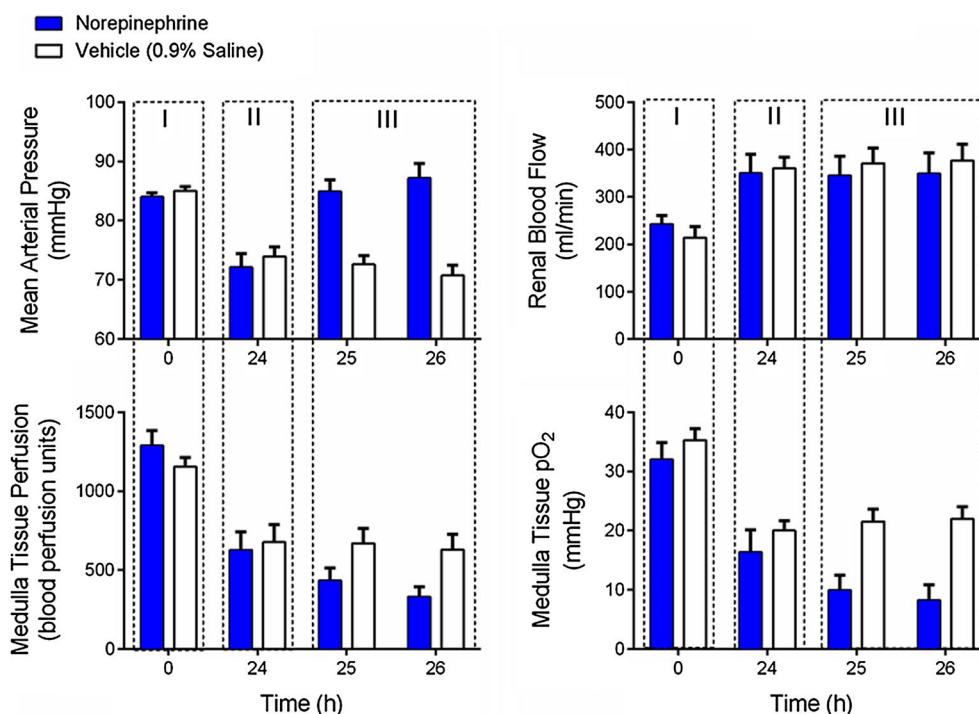 Norepinephrine
Vehicle (0.9% Saline)
Mean Arterial Pressure
(mmHg)
100
90
80
70
60
I
II
III
0
24
25
26
Renal Blood Flow
(ml/min)
500
400
300
200
100
0
I
II
III
0
24
25
26
Medulla Tissue Perfusion
(blood perfusion units)
1500
1000
500
0
0
24
25
26
Time (h)
Medulla Tissue pO2
(mmHg)
40
30
20
10
0
0
24
25
26
Time (h)